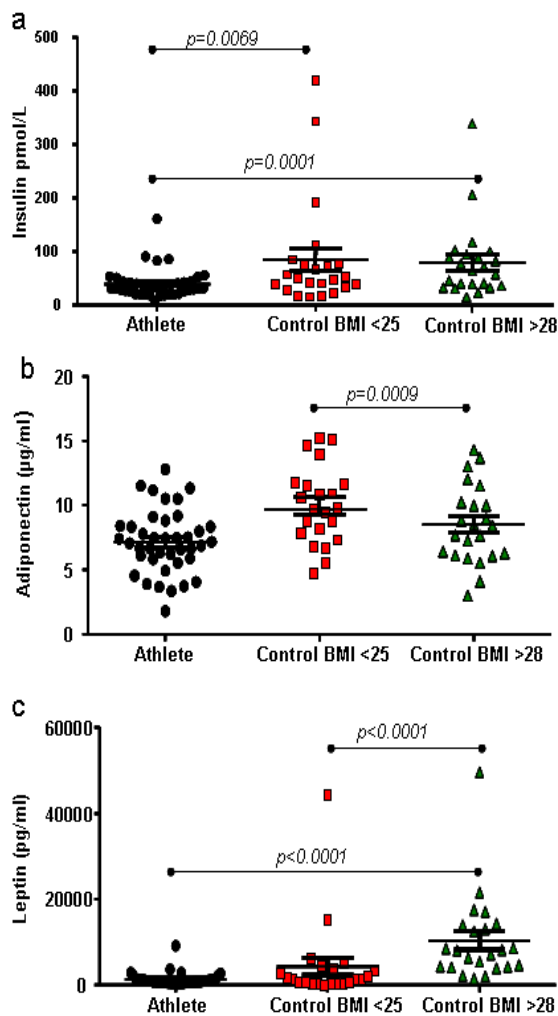 a
500
400
300
200
100
0
Insulin pmol/L
p=0.0069
p=0.0001
Athlete Control BMI <25 Control BMI >28
b
20
15
10
5
0
Adiponectin (µg/ml)
p=0.0009
Athlete Control BMI <25 Control BMI >28
c
60000
40000
20000
0
Leptin (pg/ml)
p<0.0001
p<0.0001
Athlete Control BMI <25 Control BMI >28